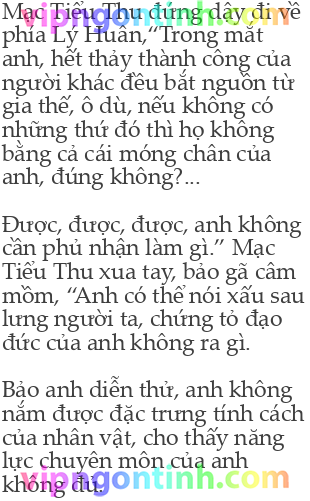 Mạc Tiểu Thu đứng dậy đi về
phía Lý Huân,“Trong mắt
anh, hết thảy thành công của
người khác đều bắt nguồn từ
gia thế, ô dù, nếu không có
những thứ đó thì họ không
bằng cả cái móng chân của
anh, đúng không?...
Được, được, được, anh không
cần phủ nhận làm gì.” Mạc
Tiểu Thu xua tay, bảo gã câm
mồm, “Anh có thể nói xấu sau
lưng người ta, chứng tỏ đạo
đức của anh không ra gì.
Bảo anh diễn thử, anh không
nắm được đặc trưng tính cách
của nhân vật, cho thấy năng
lực chuyên môn của anh
không đủ.
vipngontinh.com
vipngontinh.com